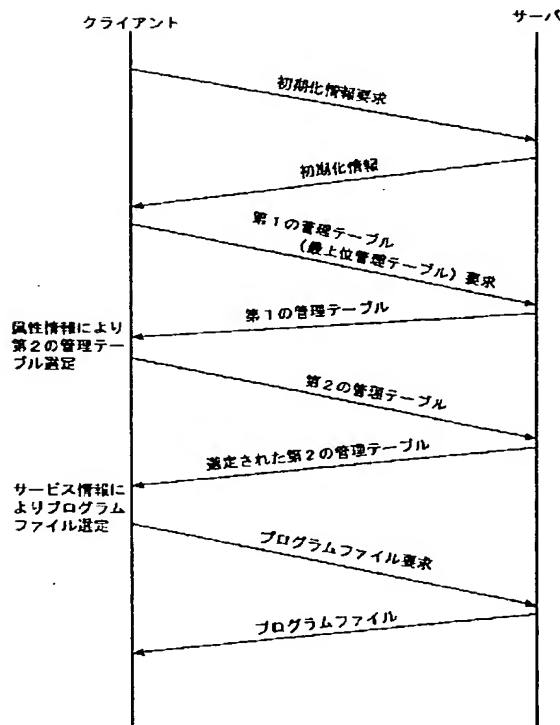 クライアント
サーバ
初期化情報要求
初期化情報
第1の管理テーブル
(最上位管理テーブル)要求
第1の管理テーブル
属性情報により
第2の管理テー
ブル選定
第2の管理テーブル
選定された第2の管理テーブル
サービス情報に
よりプログラム
ファイル選定
プログラムファイル要求
プログラムファイル